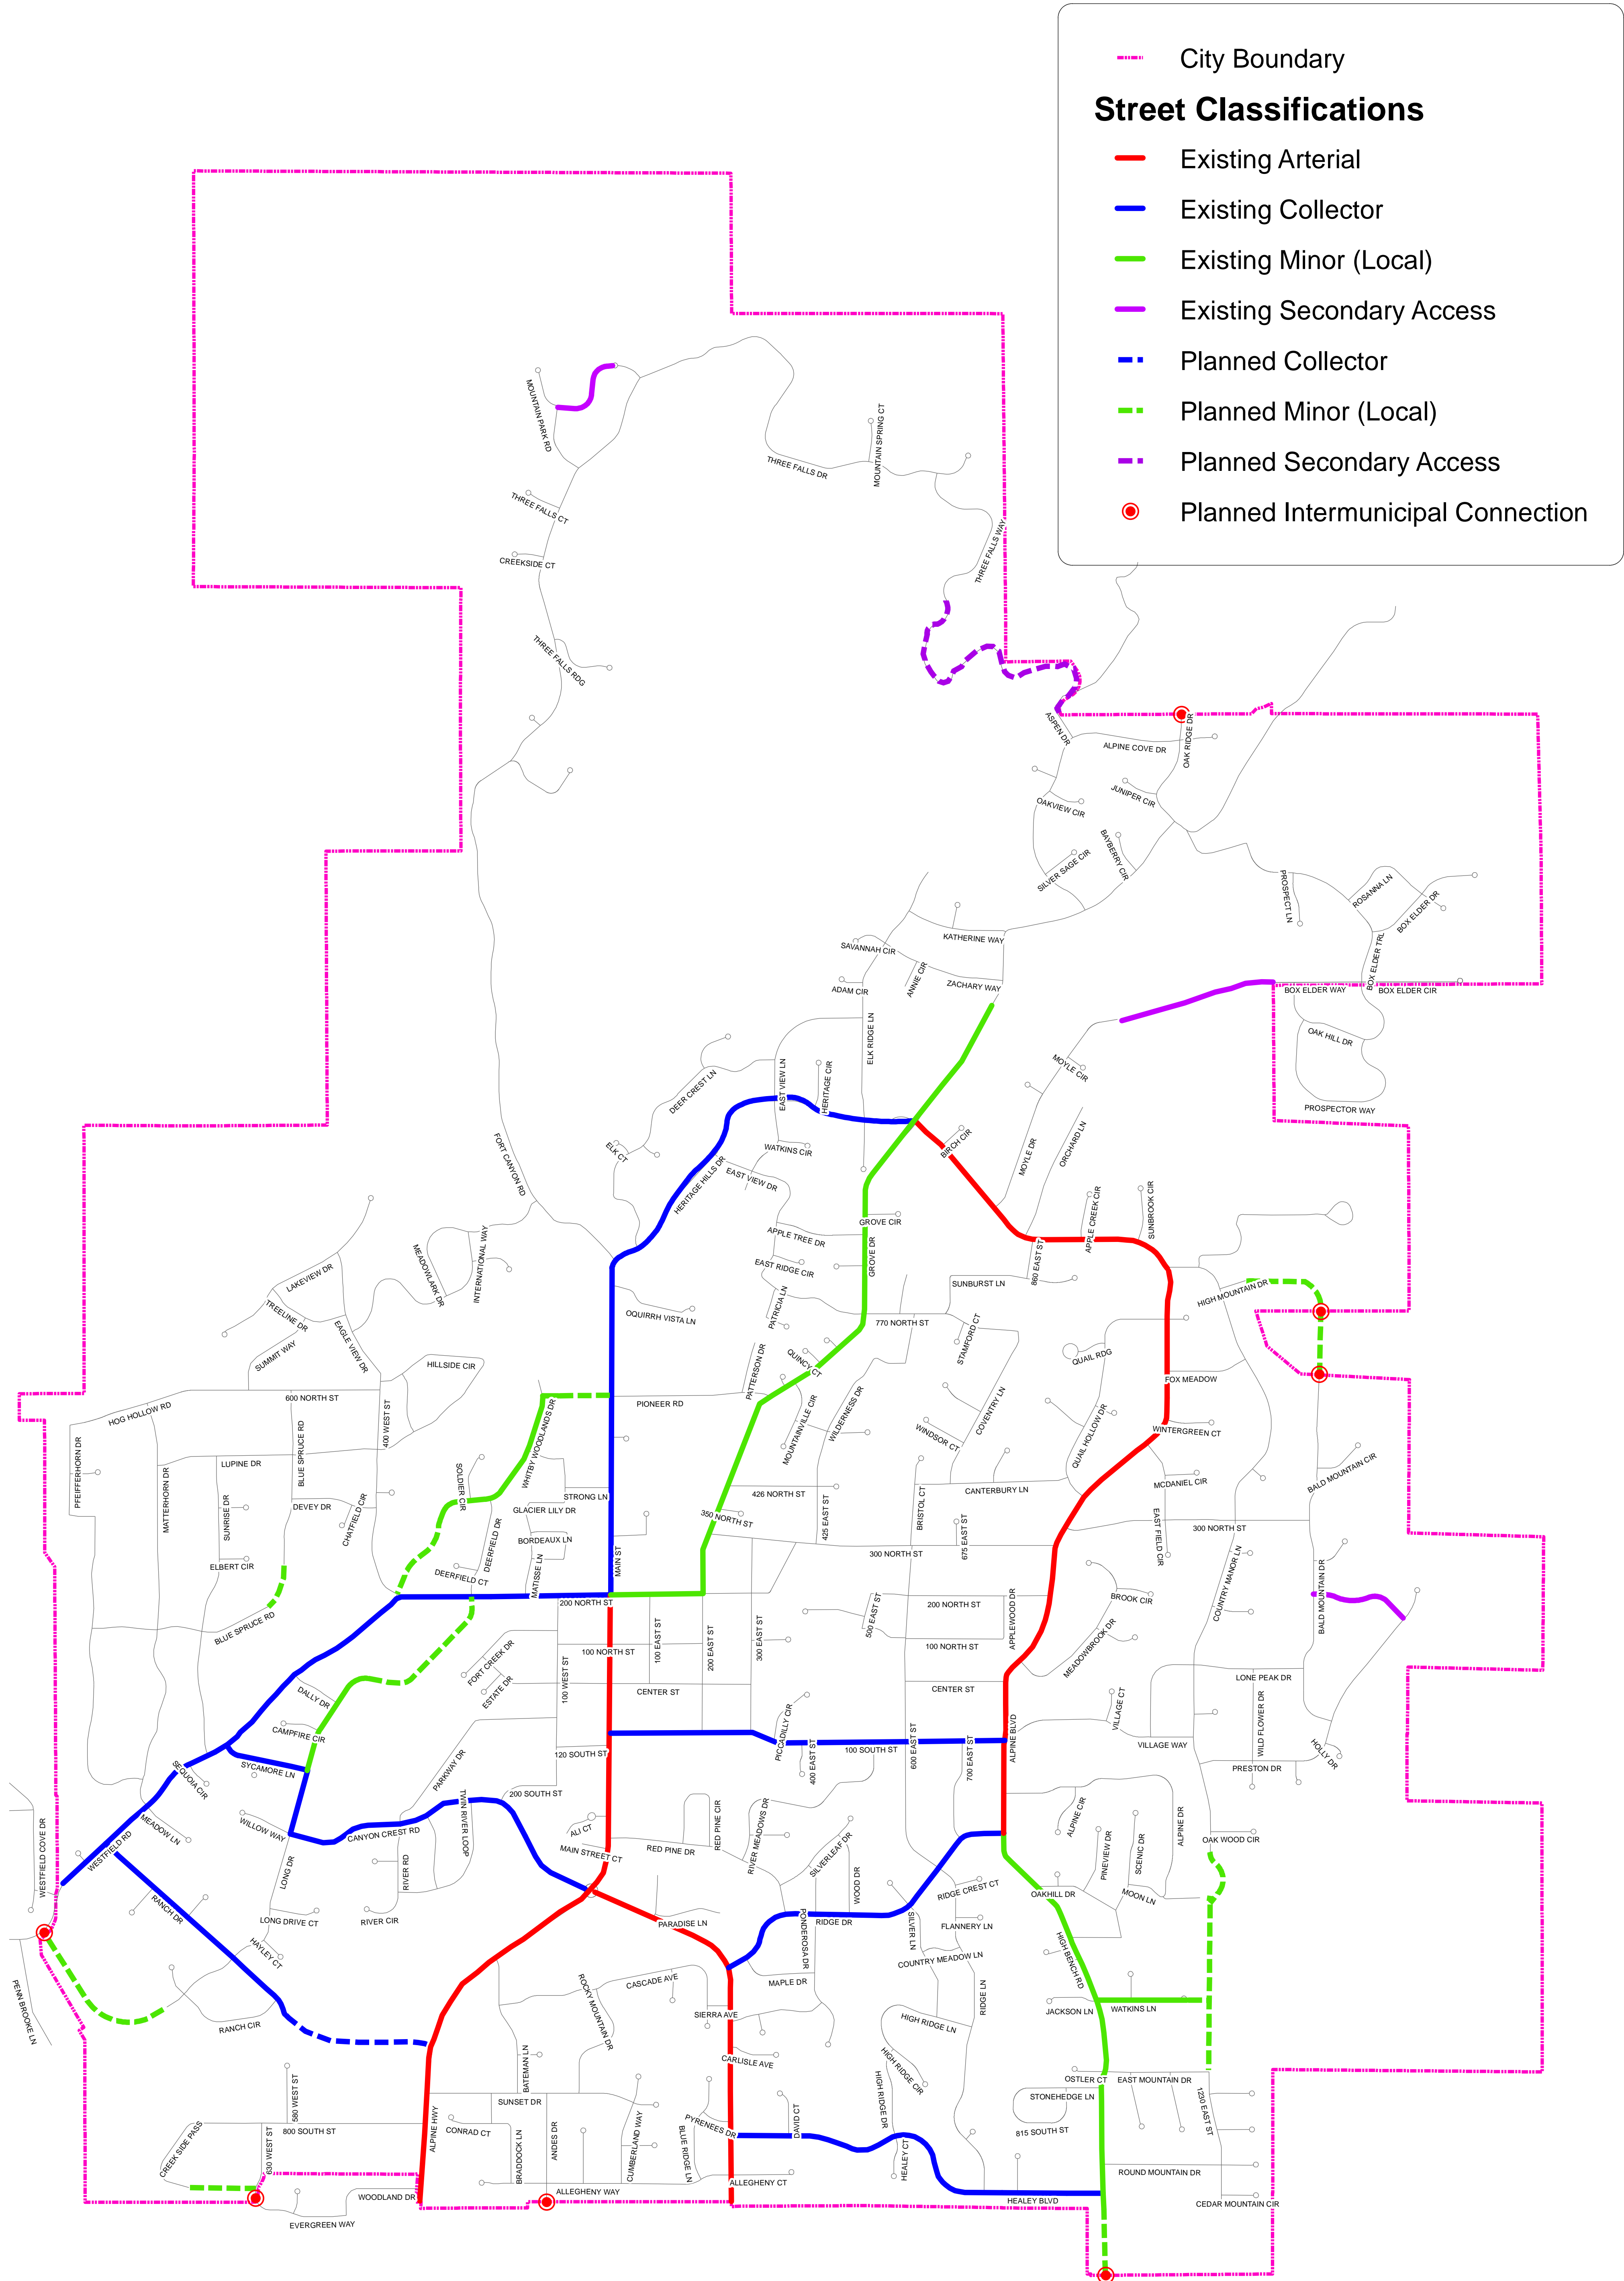 City Boundary
Street Classifications
Existing Arterial
Existing Collector
Existing Minor (Local)
Existing Secondary Access
Planned Collector
Planned Minor (Local)
Planned Secondary Access
Planned Intermunicipal Connection
MOUNTAIN PARK RD
MOUNTAIN SPRING CT
THREE FALLS DR
THREE FALLS CT
THREE FALLS WAY
CREEKSIDE CT
THREE FALLS RDG
ASPEN DR
ALPINE COVE DR
OAK RIDGE DR
JUNIPER CIR
OAKVIEW CIR
BAYBERRY CIR
SILVER SAGE CIR
PROSPECT LN
ROSANNA LN
BOX ELDER DR
KATHERINE WAY
SAVANNAH CIR
ANNIE CIR
ZACHARY WAY
ADAM CIR
BOX ELDER TRL
BOX ELDER WAY
BOX ELDER CIR
OAK HILL DR
ELK RIDGE LN
MOYLE CIR
PROSPECTOR WAY
DEER CREST LN
EAST VIEW LN
HERITAGE CIR
FORT CANYON RD
ELK CT
WATKINS CIR
BIRCH CIR
MOYLE DR
ORCHARD LN
HERITAGE HILLS DR
EAST VIEW DR
GROVE CIR
APPLE CREEK CIR
SUNBROOK CIR
APPLE TREE DR
GROVE DR
EAST RIDGE CIR
860 EAST ST
SUNBURST LN
INTERNATIONAL WAY
MEADOWLARK DR
LAKEVIEW DR
TREELINE DR
HIGH MOUNTAIN DR
OQUIRRH VISTA LN
PATRICIA LN
770 NORTH ST
STAMFORD CT
SUMMIT WAY
EAGLE VIEW DR
HILLSIDE CIR
QUINCY CT
QUAIL RDG
PATTERSON DR
FOX MEADOW
600 NORTH ST
HOG HOLLOW RD
PIONEER RD
400 WEST ST
WHITBY WOODLANDS DR
MOUNTAINVILLE CIR
WILDERNESS DR
COVENTRY LN
WINDSOR CT
QUAIL HOLLOW DR
WINTERGREEN CT
PFEIFFERHORN DR
BLUE SPRUCE RD
LUPINE DR
MATTERHORN DR
SOLDIER CIR
BALD MOUNTAIN CIR
MCDANIEL CIR
CANTERBURY LN
426 NORTH ST
STRONG LN
DEVEY DR
SUNRISE DR
CHATFIELD CIR
GLACIER LILY DR
350 NORTH ST
425 EAST ST
BRISTOL CT
675 EAST ST
EAST FIELD CIR
300 NORTH ST
DEERFIELD DR
BORDEAUX LN
MATISSE LN
MAIN ST
300 NORTH ST
ELBERT CIR
DEERFIELD CT
COUNTRY MANOR LN
BALD MOUNTAIN DR
BROOK CIR
200 NORTH ST
200 NORTH ST
500 EAST ST
APPLEWOOD DR
BLUE SPRUCE RD
MEADOWBROOK DR
100 NORTH ST
100 NORTH ST
100 EAST ST
200 EAST ST
300 EAST ST
FORT CREEK DR
ESTATE DR
100 WEST ST
CENTER ST
CENTER ST
LONE PEAK DR
WILD FLOWER DR
DALLY DR
CAMPFIRE CIR
PICCADILLY CIR
VILLAGE CT
ALPINE BLVD
VILLAGE WAY
HOLLY DR
120 SOUTH ST
100 SOUTH ST
400 EAST ST
600 EAST ST
700 EAST ST
PRESTON DR
SEQUOIA CIR
SYCAMORE LN
PARKWAY DR
200 SOUTH ST
TWIN RIVER LOOP
WESTFIELD COVE DR
MEADOW LN
WESTFIELD RD
WILLOW WAY
CANYON CREST RD
ALI CT
MAIN STREET CT
RED PINE DR
RED PINE CIR
RIVER MEADOWS DR
SILVERLEAF DR
WOOD DR
ALPINE CIR
PINEVIEW DR
SCENIC DR
ALPINE DR
OAK WOOD CIR
LONG DR
RIVER RD
RANCH DR
LONG DRIVE CT
RIVER CIR
HAYLEY CT
PARADISE LN
PONDEROSA DR
RIDGE DR
RIDGE CREST CT
FLANNERY LN
SILVER LN
COUNTRY MEADOW LN
OAKHILL DR
MOON LN
HIGH BENCH RD
PENN BROOKE LN
CASCADE AVE
MAPLE DR
ROCKY MOUNTAIN DR
SIERRA AVE
RIDGE LN
JACKSON LN
WATKINS LN
RANCH CIR
HIGH RIDGE LN
CARLISLE AVE
HIGH RIDGE CIR
BATEMAN LN
HIGH RIDGE DR
OSTLER CT
EAST MOUNTAIN DR
STONEHEDGE LN
1230 EAST ST
580 WEST ST
SUNSET DR
800 SOUTH ST
ALPINE HWY
CONRAD CT
ANDES DR
CUMBERLAND WAY
PYRENEES DR
DAVID CT
815 SOUTH ST
CREEK SIDE PASS
630 WEST ST
BRADDOCK LN
BLUE RIDGE LN
HEALEY CT
ROUND MOUNTAIN DR
ALLEGHENY CT
WOODLAND DR
ALLEGHENY WAY
HEALEY BLVD
CEDAR MOUNTAIN CIR
EVERGREEN WAY